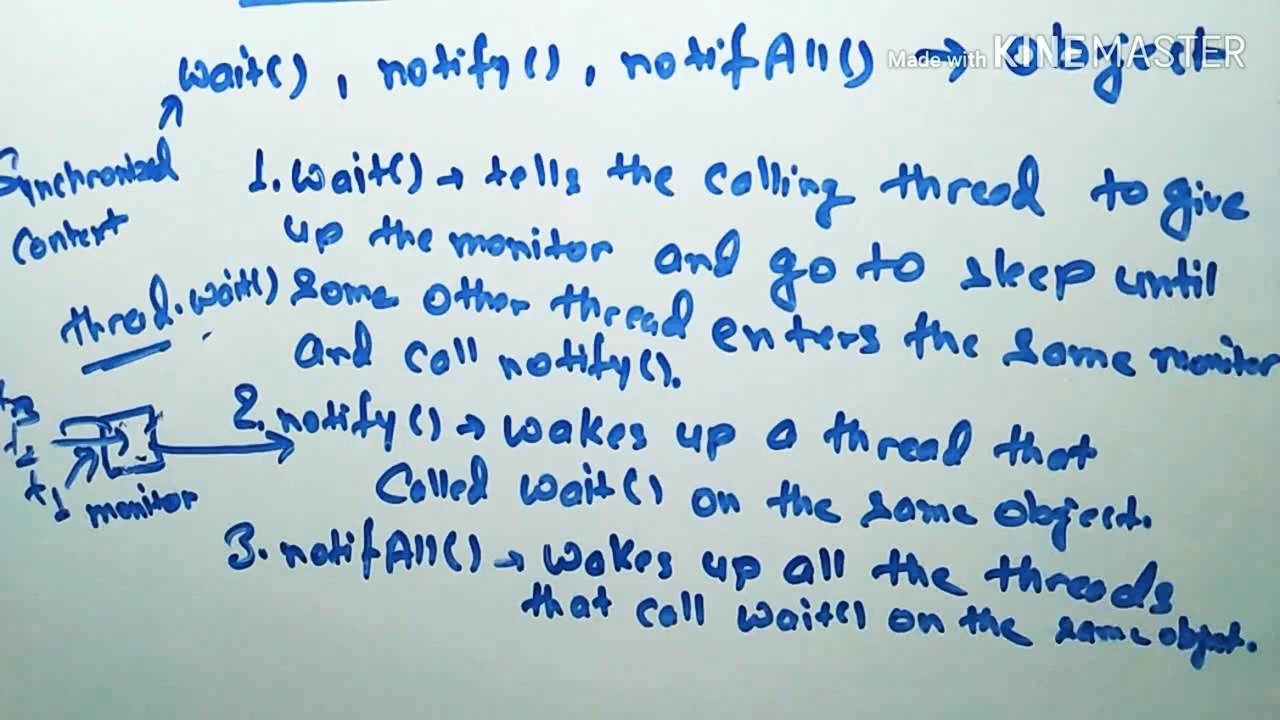 wait(), notify(), notifAll() → object
Made with KINEMASTER
Synchronized
context
1. wait() → tells the calling thread to give
up the monitor and go to sleep until
thread.wait()
some other thread enters the same monitor
and call notify().
2. notify() → wakes up a thread that
called wait() on the same object.
t3
t2
t1
monitor
3. notifAll() → wakes up all the threads
that call wait() on the same object.